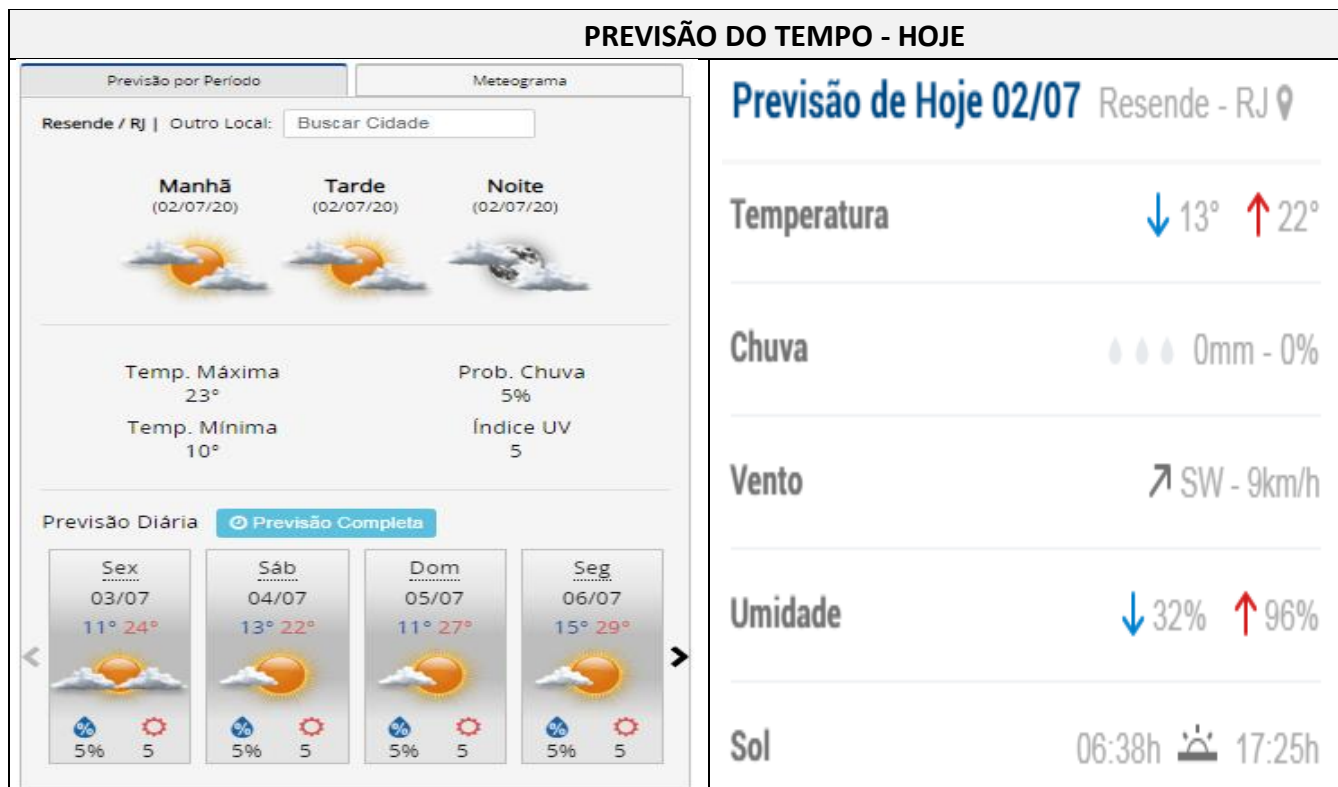 PREVISÃO DO TEMPO - HOJE
Previsão por Período
Meteograma
Resende / RJ | Outro Local: Buscar Cidade
Manhã Tarde Noite
(02/07/20) (02/07/20) (02/07/20)
Temp. Máxima Prob. Chuva
23° 5%
Temp. Mínima Índice UV
10° 5
Previsão Diária Previsão Completa
Sex Sáb Dom Seg
03/07 04/07 05/07 06/07
11° 24° 13° 22° 11° 27° 15° 29°
% % % %
5% 5 5% 5 5% 5 5% 5
Previsão de Hoje 02/07 Resende - RJ
Temperatura 13° 22°
Chuva 0mm - 0%
Vento SW - 9km/h
Umidade 32% 96%
Sol 06:38h 17:25h